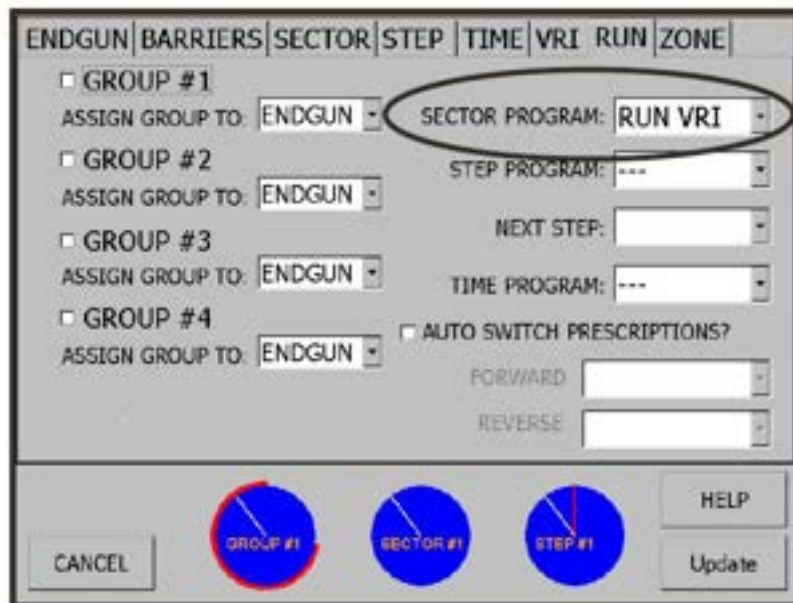 ENDGUN BARRIERS SECTOR STEP TIME VRI RUN ZONE
GROUP #1
ASSIGN GROUP TO: ENDGUN
GROUP #2
ASSIGN GROUP TO: ENDGUN
GROUP #3
ASSIGN GROUP TO: ENDGUN
GROUP #4
ASSIGN GROUP TO: ENDGUN
SECTOR PROGRAM: RUN VRI
STEP PROGRAM: ---
NEXT STEP:
TIME PROGRAM: ---
AUTO SWITCH PRESCRIPTIONS?
FORWARD
REVERSE
CANCEL
GROUP #1
SECTOR #1
STEP #1
HELP
Update